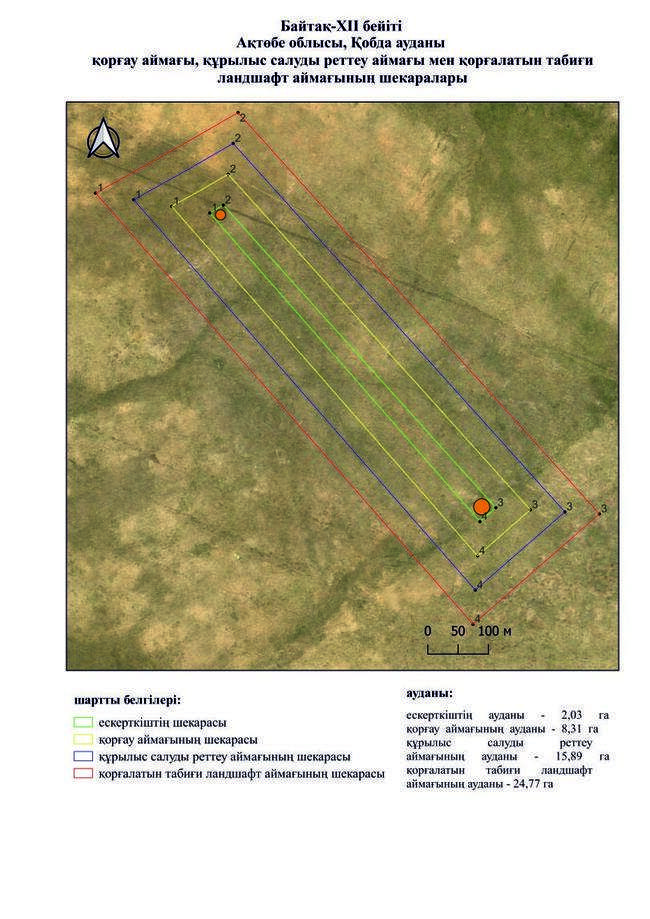 Байтақ-XII бейіті
Ақтөбе облысы, Қобда ауданы
қорғау аймағы, құрылыс салуды реттеу аймағы мен қорғалатын табиғи
ландшафт аймағының шекаралары
2
2
1
1
2
1
2
1
3
3
3
3
4
4
4
4
0 50 100 м
шартты белгілері:
ескерткіштің шекарасы
қорғау аймағының шекарасы
құрылыс салуды реттеу аймағының шекарасы
қорғалатын табиғи ландшафт аймағының шекарасы
ауданы:
ескерткіштің ауданы - 2,03 га
қорғау аймағының ауданы - 8,31 га
құрылыс салуды реттеу
аймағының ауданы - 15,89 га
қорғалатын табиғи ландшафт
аймағының ауданы - 24,77 га